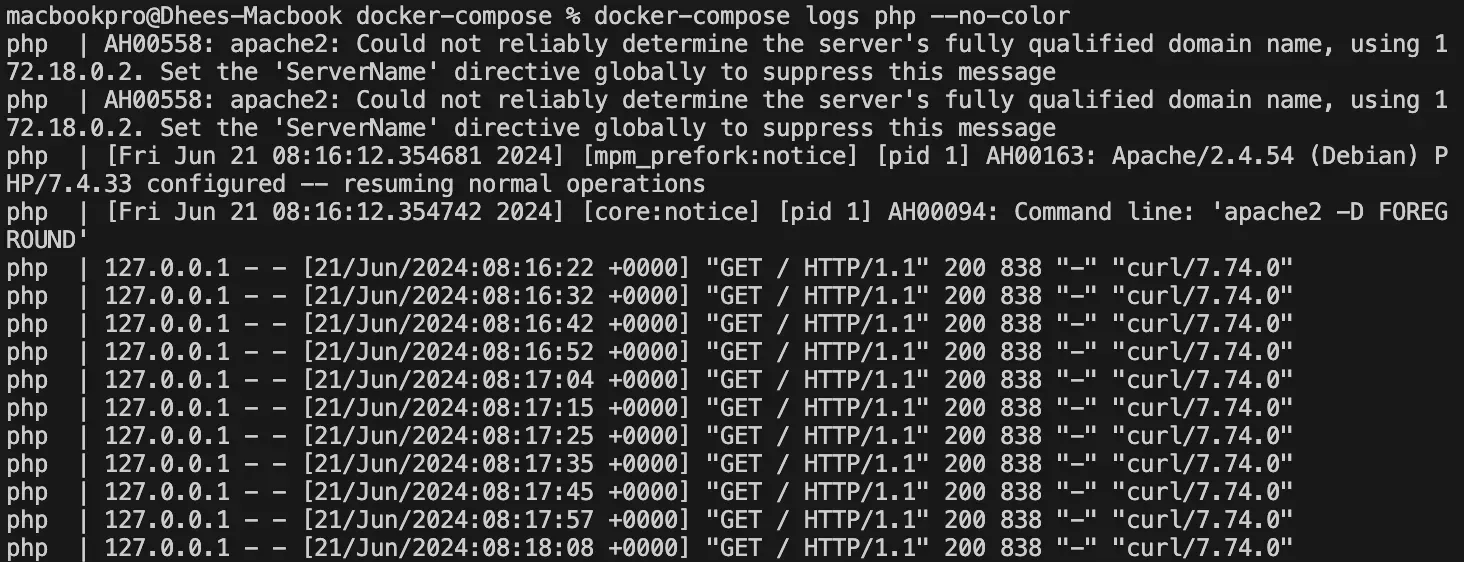 macbookpro@Dhees-Macbook docker-compose % docker-compose logs php --no-color
php  | AH00558: apache2: Could not reliably determine the server's fully qualified domain name, using 1
72.18.0.2. Set the 'ServerName' directive globally to suppress this message
php  | AH00558: apache2: Could not reliably determine the server's fully qualified domain name, using 1
72.18.0.2. Set the 'ServerName' directive globally to suppress this message
php  | [Fri Jun 21 08:16:12.354681 2024] [mpm_prefork:notice] [pid 1] AH00163: Apache/2.4.54 (Debian) P
HP/7.4.33 configured -- resuming normal operations
php  | [Fri Jun 21 08:16:12.354742 2024] [core:notice] [pid 1] AH00094: Command line: 'apache2 -D FOREG
ROUND'
php  | 127.0.0.1 - - [21/Jun/2024:08:16:22 +0000] "GET / HTTP/1.1" 200 838 "-" "curl/7.74.0"
php  | 127.0.0.1 - - [21/Jun/2024:08:16:32 +0000] "GET / HTTP/1.1" 200 838 "-" "curl/7.74.0"
php  | 127.0.0.1 - - [21/Jun/2024:08:16:42 +0000] "GET / HTTP/1.1" 200 838 "-" "curl/7.74.0"
php  | 127.0.0.1 - - [21/Jun/2024:08:16:52 +0000] "GET / HTTP/1.1" 200 838 "-" "curl/7.74.0"
php  | 127.0.0.1 - - [21/Jun/2024:08:17:04 +0000] "GET / HTTP/1.1" 200 838 "-" "curl/7.74.0"
php  | 127.0.0.1 - - [21/Jun/2024:08:17:15 +0000] "GET / HTTP/1.1" 200 838 "-" "curl/7.74.0"
php  | 127.0.0.1 - - [21/Jun/2024:08:17:25 +0000] "GET / HTTP/1.1" 200 838 "-" "curl/7.74.0"
php  | 127.0.0.1 - - [21/Jun/2024:08:17:35 +0000] "GET / HTTP/1.1" 200 838 "-" "curl/7.74.0"
php  | 127.0.0.1 - - [21/Jun/2024:08:17:45 +0000] "GET / HTTP/1.1" 200 838 "-" "curl/7.74.0"
php  | 127.0.0.1 - - [21/Jun/2024:08:17:57 +0000] "GET / HTTP/1.1" 200 838 "-" "curl/7.74.0"
php  | 127.0.0.1 - - [21/Jun/2024:08:18:08 +0000] "GET / HTTP/1.1" 200 838 "-" "curl/7.74.0"